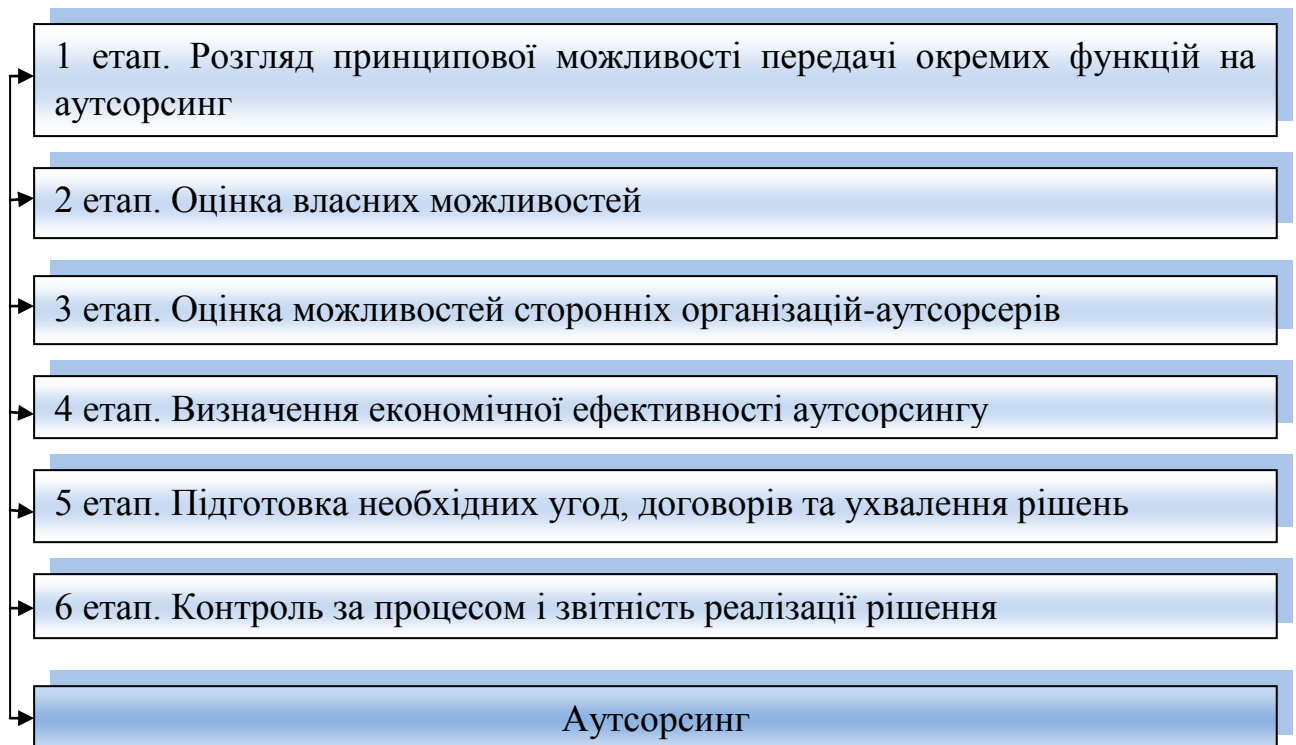 1 етап. Розгляд принципової можливості передачі окремих функцій на
аутсорсинг
2 етап. Оцінка власних можливостей
3 етап. Оцінка можливостей сторонніх організацій-аутсорсерів
4 етап. Визначення економічної ефективності аутсорсингу
5 етап. Підготовка необхідних угод, договорів та ухвалення рішень
6 етап. Контроль за процесом і звітність реалізації рішення
Аутсорсинг